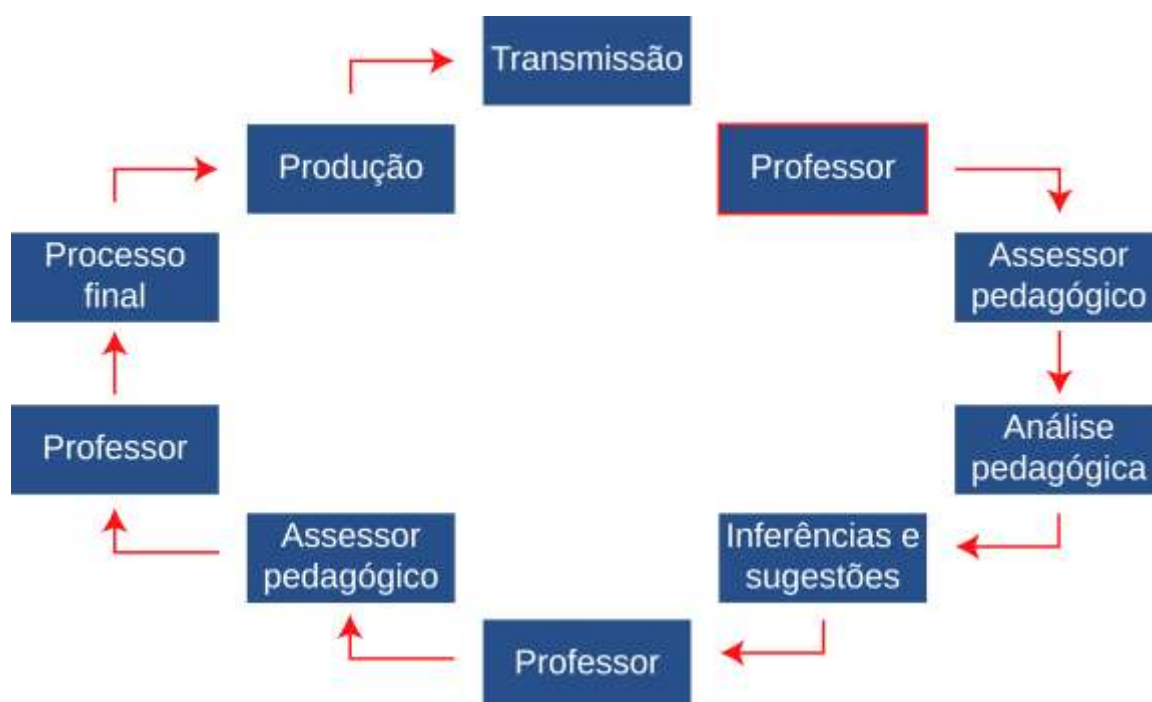 Transmissão
Professor
Assessor
pedagógico
Análise
pedagógica
Inferências e
sugestões
Professor
Assessor
pedagógico
Professor
Processo
final
Produção